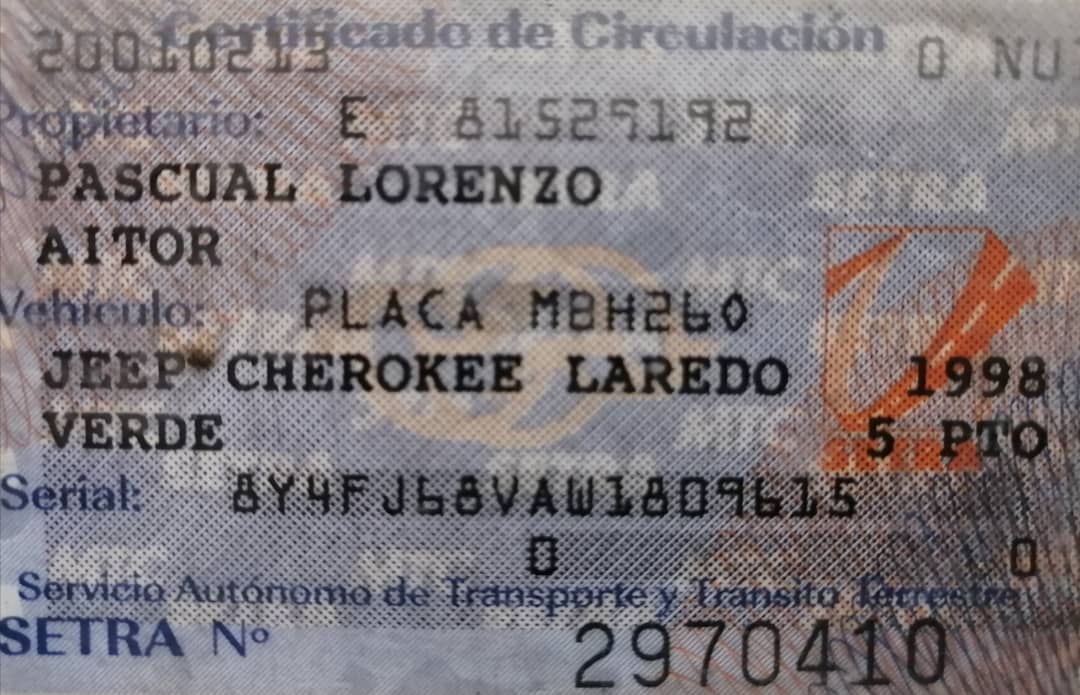 Certificado de Circulación
20010213 0 NU
Propietario: E 81529192
PASCUAL LORENZO
AITOR
Vehículo: PLACA MBH260
JEEP CHEROKEE LAREDO 1998
VERDE 5 PTO
Serial: 8Y4FJ68VAW1809615
0 0
Servicio Autónomo de Transporte y Transito Terrestre
SETRA Nº 2970410